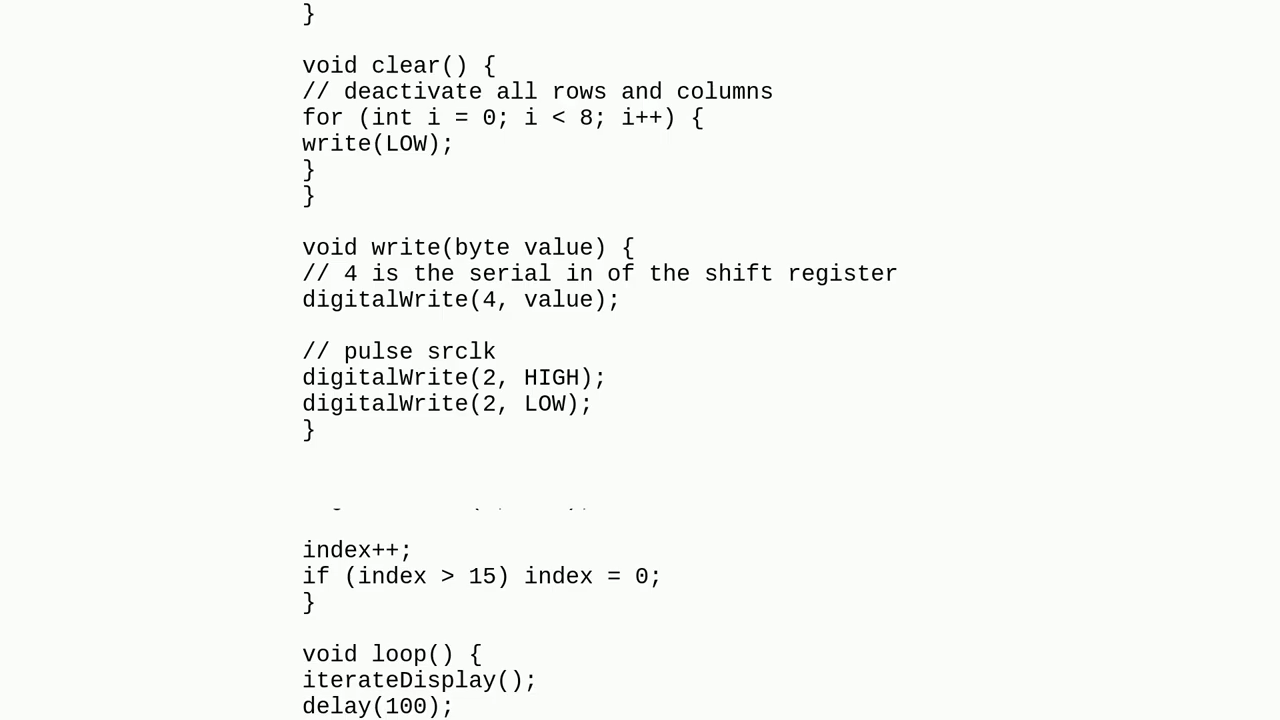 }
void clear() {
// deactivate all rows and columns
for (int i = 0; i < 8; i++) {
write(LOW);
}
}
void write(byte value) {
// 4 is the serial in of the shift register
digitalWrite(4, value);
// pulse srclk
digitalWrite(2, HIGH);
digitalWrite(2, LOW);
}
index++;
if (index > 15) index = 0;
}
void loop() {
iterateDisplay();
delay(100);